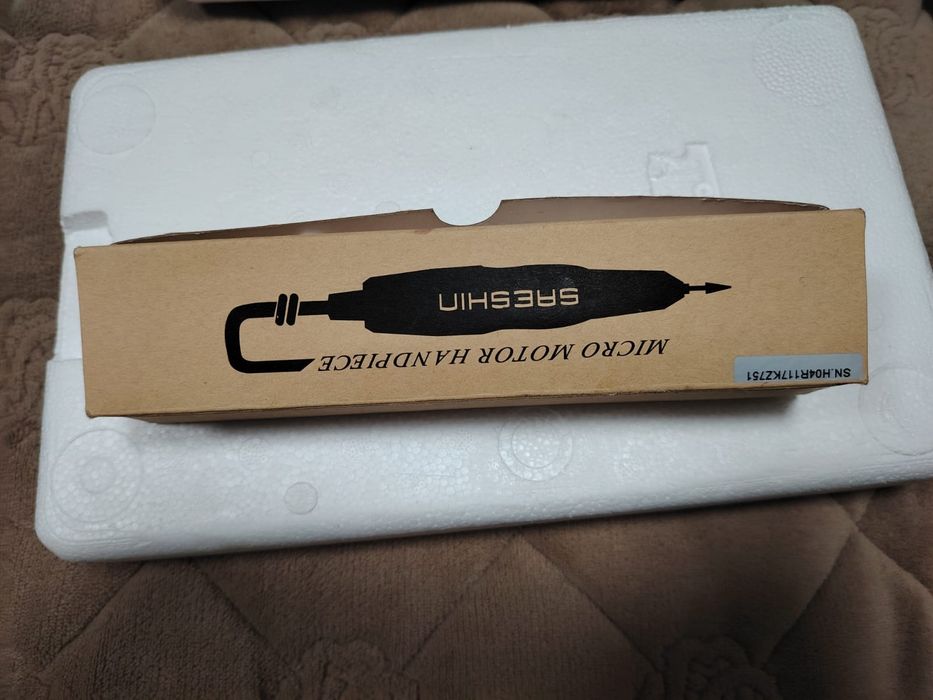 SAESHIN
MICRO MOTOR HANDPIECE
SN.H04R117KZ751